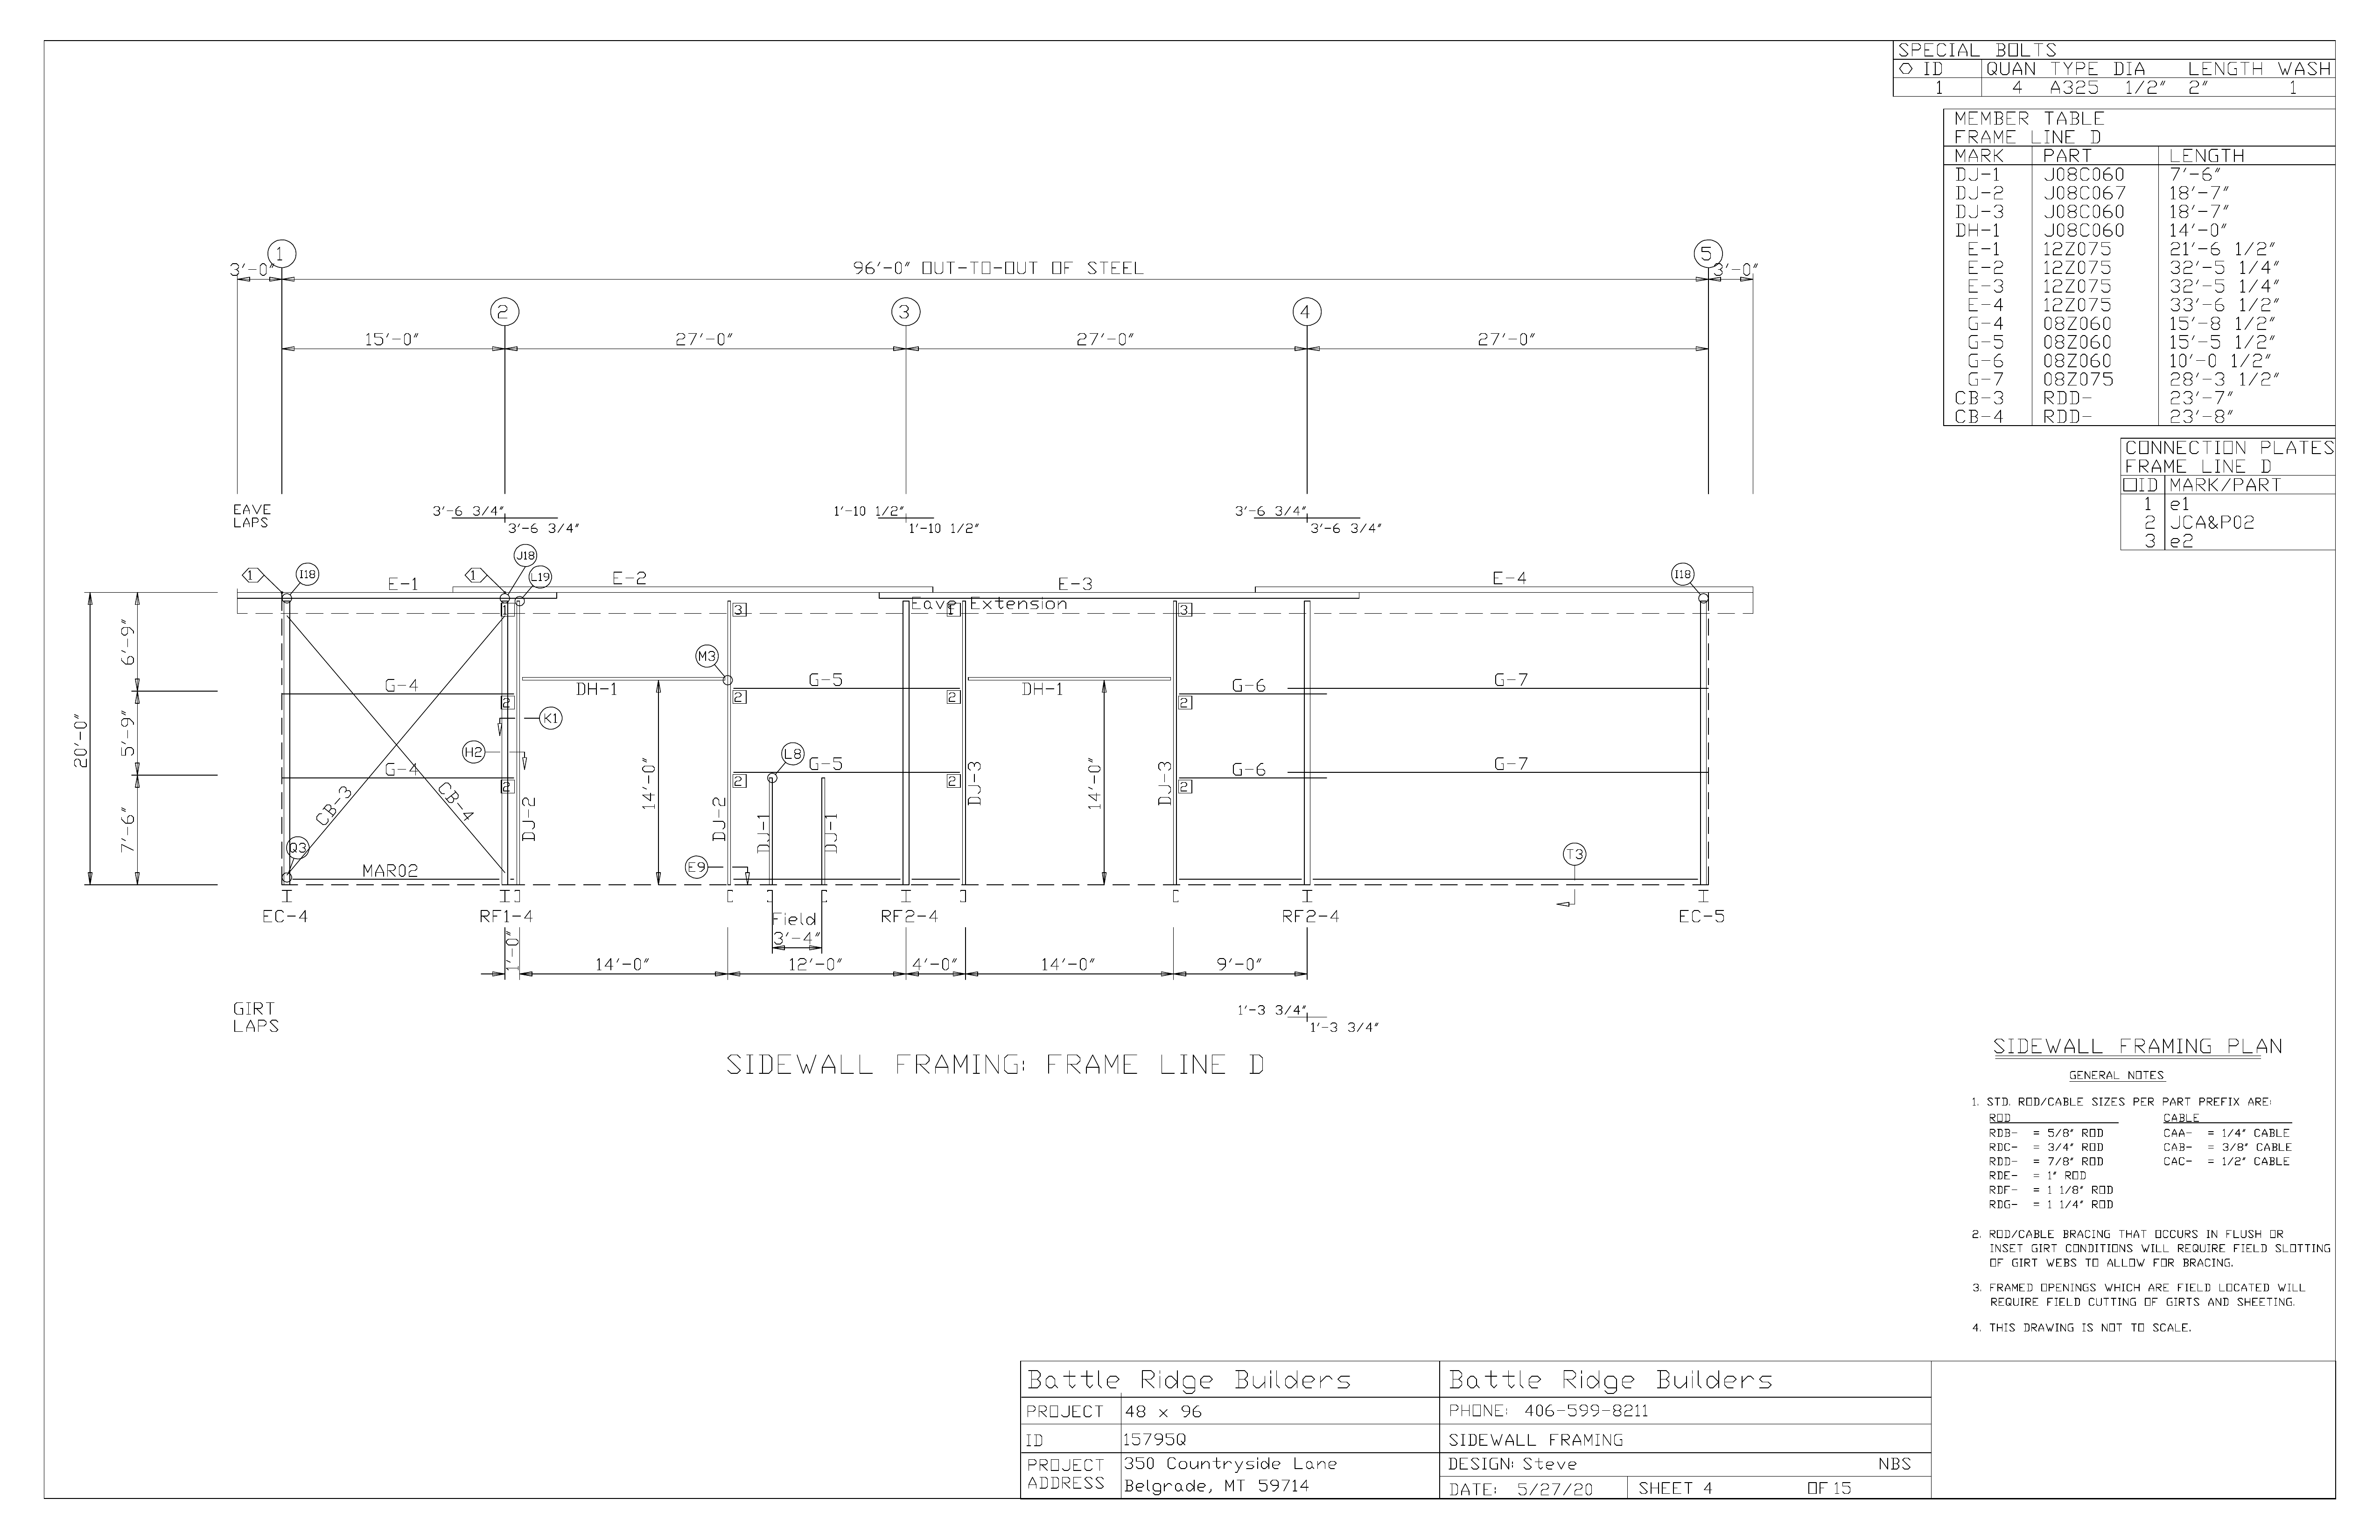 SPECIAL BOLTS
ID QUAN TYPE DIA LENGTH WASH
1 4 A325 1/2" 2" 1
MEMBER TABLE
FRAME LINE D
MARK PART LENGTH
DJ-1 J08C060 7'-6"
DJ-2 J08C067 18'-7"
DJ-3 J08C060 18'-7"
DH-1 J08C060 14'-0"
E-1 12Z075 21'-6 1/2"
E-2 12Z075 32'-5 1/4"
E-3 12Z075 32'-5 1/4"
E-4 12Z075 33'-6 1/2"
G-4 08Z060 15'-8 1/2"
G-5 08Z060 15'-5 1/2"
G-6 08Z060 10'-0 1/2"
G-7 08Z075 28'-3 1/2"
CB-3 RDD- 23'-7"
CB-4 RDD- 23'-8"
CONNECTION PLATES
FRAME LINE D
ID MARK/PART
1 e1
2 JCA&P02
3 e2
1 5
3'-0" 96'-0" OUT-TO-OUT OF STEEL 3'-0"
2 3 4
15'-0" 27'-0" 27'-0" 27'-0"
EAVE
LAPS
3'-6 3/4" 1'-10 1/2" 3'-6 3/4"
3'-6 3/4" 1'-10 1/2" 3'-6 3/4"
J18
1 I18 E-1 1 L19 E-2 E-3 E-4 I18
1 3 Eave Extension 1 3
6'-9"
M3
G-4 DH-1 G-5 DH-1 G-6 G-7
2 2 2 2
K1
20'-0" 5'-9"
H2
L8
G-4 G-5 G-6 G-7
2 2 2 2
14'-0" DJ-3 14'-0" DJ-3
CB-3 CB-4 DJ-2 DJ-2 DJ-1 DJ-1
7'-6"
Q3 T3
MAR02 E9
EC-4 RF1-4 Field RF2-4 RF2-4 EC-5
3'-4"
1'-0" 14'-0" 12'-0" 4'-0" 14'-0" 9'-0"
GIRT
LAPS
1'-3 3/4"
1'-3 3/4"
SIDEWALL FRAMING: FRAME LINE D
SIDEWALL FRAMING PLAN
GENERAL NOTES
1. STD. ROD/CABLE SIZES PER PART PREFIX ARE:
ROD CABLE
RDB- = 5/8" ROD CAA- = 1/4" CABLE
RDC- = 3/4" ROD CAB- = 3/8" CABLE
RDD- = 7/8" ROD CAC- = 1/2" CABLE
RDE- = 1" ROD
RDF- = 1 1/8" ROD
RDG- = 1 1/4" ROD
2. ROD/CABLE BRACING THAT OCCURS IN FLUSH OR
INSET GIRT CONDITIONS WILL REQUIRE FIELD SLOTTING
OF GIRT WEBS TO ALLOW FOR BRACING.
3. FRAMED OPENINGS WHICH ARE FIELD LOCATED WILL
REQUIRE FIELD CUTTING OF GIRTS AND SHEETING.
4. THIS DRAWING IS NOT TO SCALE.
Battle Ridge Builders
PROJECT 48 x 96
ID 15795Q
PROJECT ADDRESS 350 Countryside Lane
Belgrade, MT 59714
Battle Ridge Builders
PHONE: 406-599-8211
SIDEWALL FRAMING
DESIGN: Steve NBS
DATE: 5/27/20 SHEET 4 OF 15